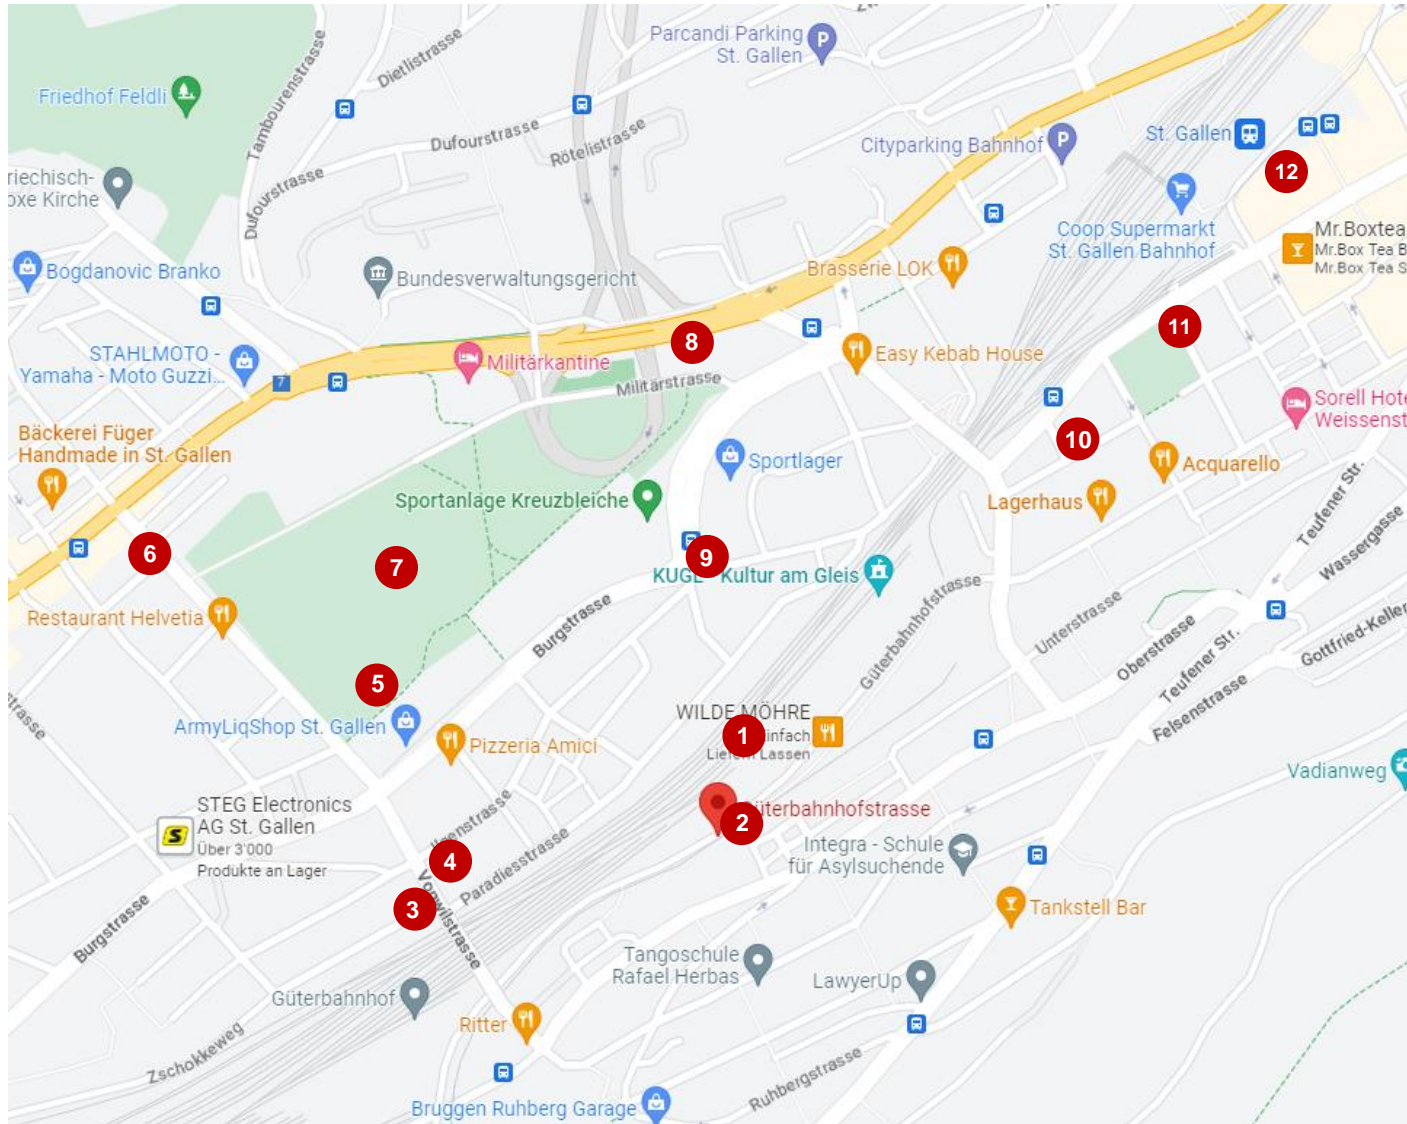 Parcandi Parking
St. Gallen
Dietlistrasse
Tambourenstrasse
Friedhof Feldli
Dufourstrasse
Rötelistrasse
Cityparking Bahnhof
St. Gallen
12
riechisch-
oxe Kirche
Dufourstrasse
Coop Supermarkt
St. Gallen Bahnhof
Mr.Boxtea
Mr.Box Tea B
Mr.Box Tea S
Bogdanovic Branko
Bundesverwaltungsgericht
Brasserie LOK
11
8
STAHLMOTO -
Yamaha - Moto Guzzi...
7
Militärkantine
Easy Kebab House
Militärstrasse
Sorell Hote
Weissenst
Bäckerei Füger
Handmade in St. Gallen
10
Sportlager
Acquarello
Sportanlage Kreuzbleiche
Lagerhaus
Teufener Str.
Wassergasse
6
7
9
KUGL - Kultur am Gleis
Restaurant Helvetia
Burgstrasse
Güterbahnhofstrasse
Unterstrasse
Oberstrasse
Teufener Str.
Gottfried-Keller
Felsenstrasse
5
strasse
ArmyLiqShop St. Gallen
WILDE MÖHRE
1
infach
Liefern Lassen
Pizzeria Amici
Vadianweg
STEG Electronics
AG St. Gallen
Über 3'000
Produkte an Lager
2
üterbahnhofstrasse
Integra - Schule
für Asylsuchende
4
Paradiesstrasse
3
Vonwilstrasse
Burgstrasse
Tankstell Bar
Tangoschule
Rafael Herbas
LawyerUp
Güterbahnhof
Ritter
Zschokkeweg
Ruhbergstrasse
Bruggen Ruhberg Garage